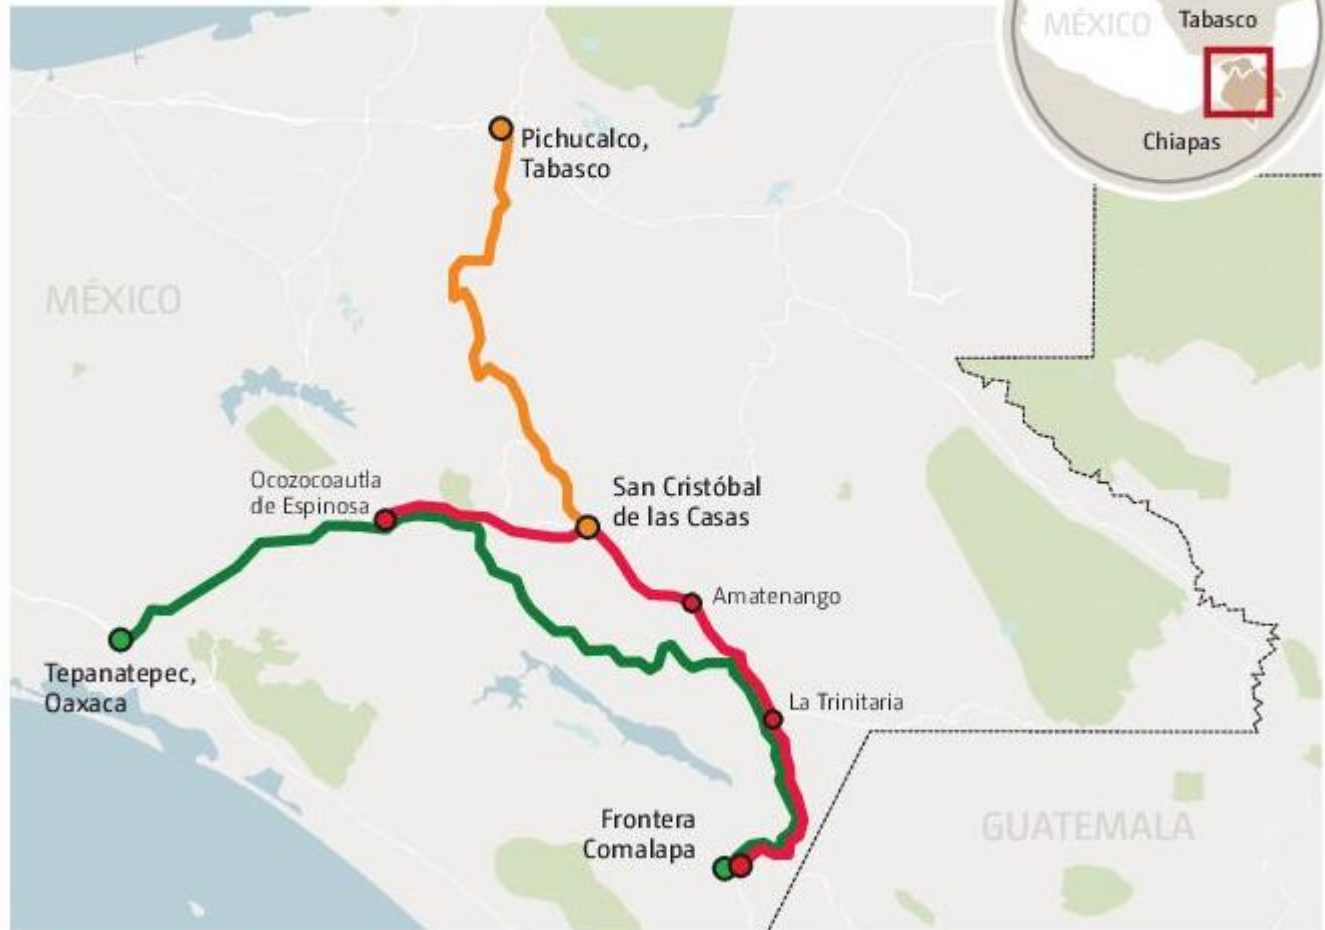 MÉXICO
Tabasco
Chiapas
Pichucalco,
Tabasco
MÉXICO
Ocozocoautla
de Espinosa
San Cristóbal
de las Casas
Amatenango
Tepanatepec,
Oaxaca
La Trinitaria
Frontera
Comalapa
GUATEMALA